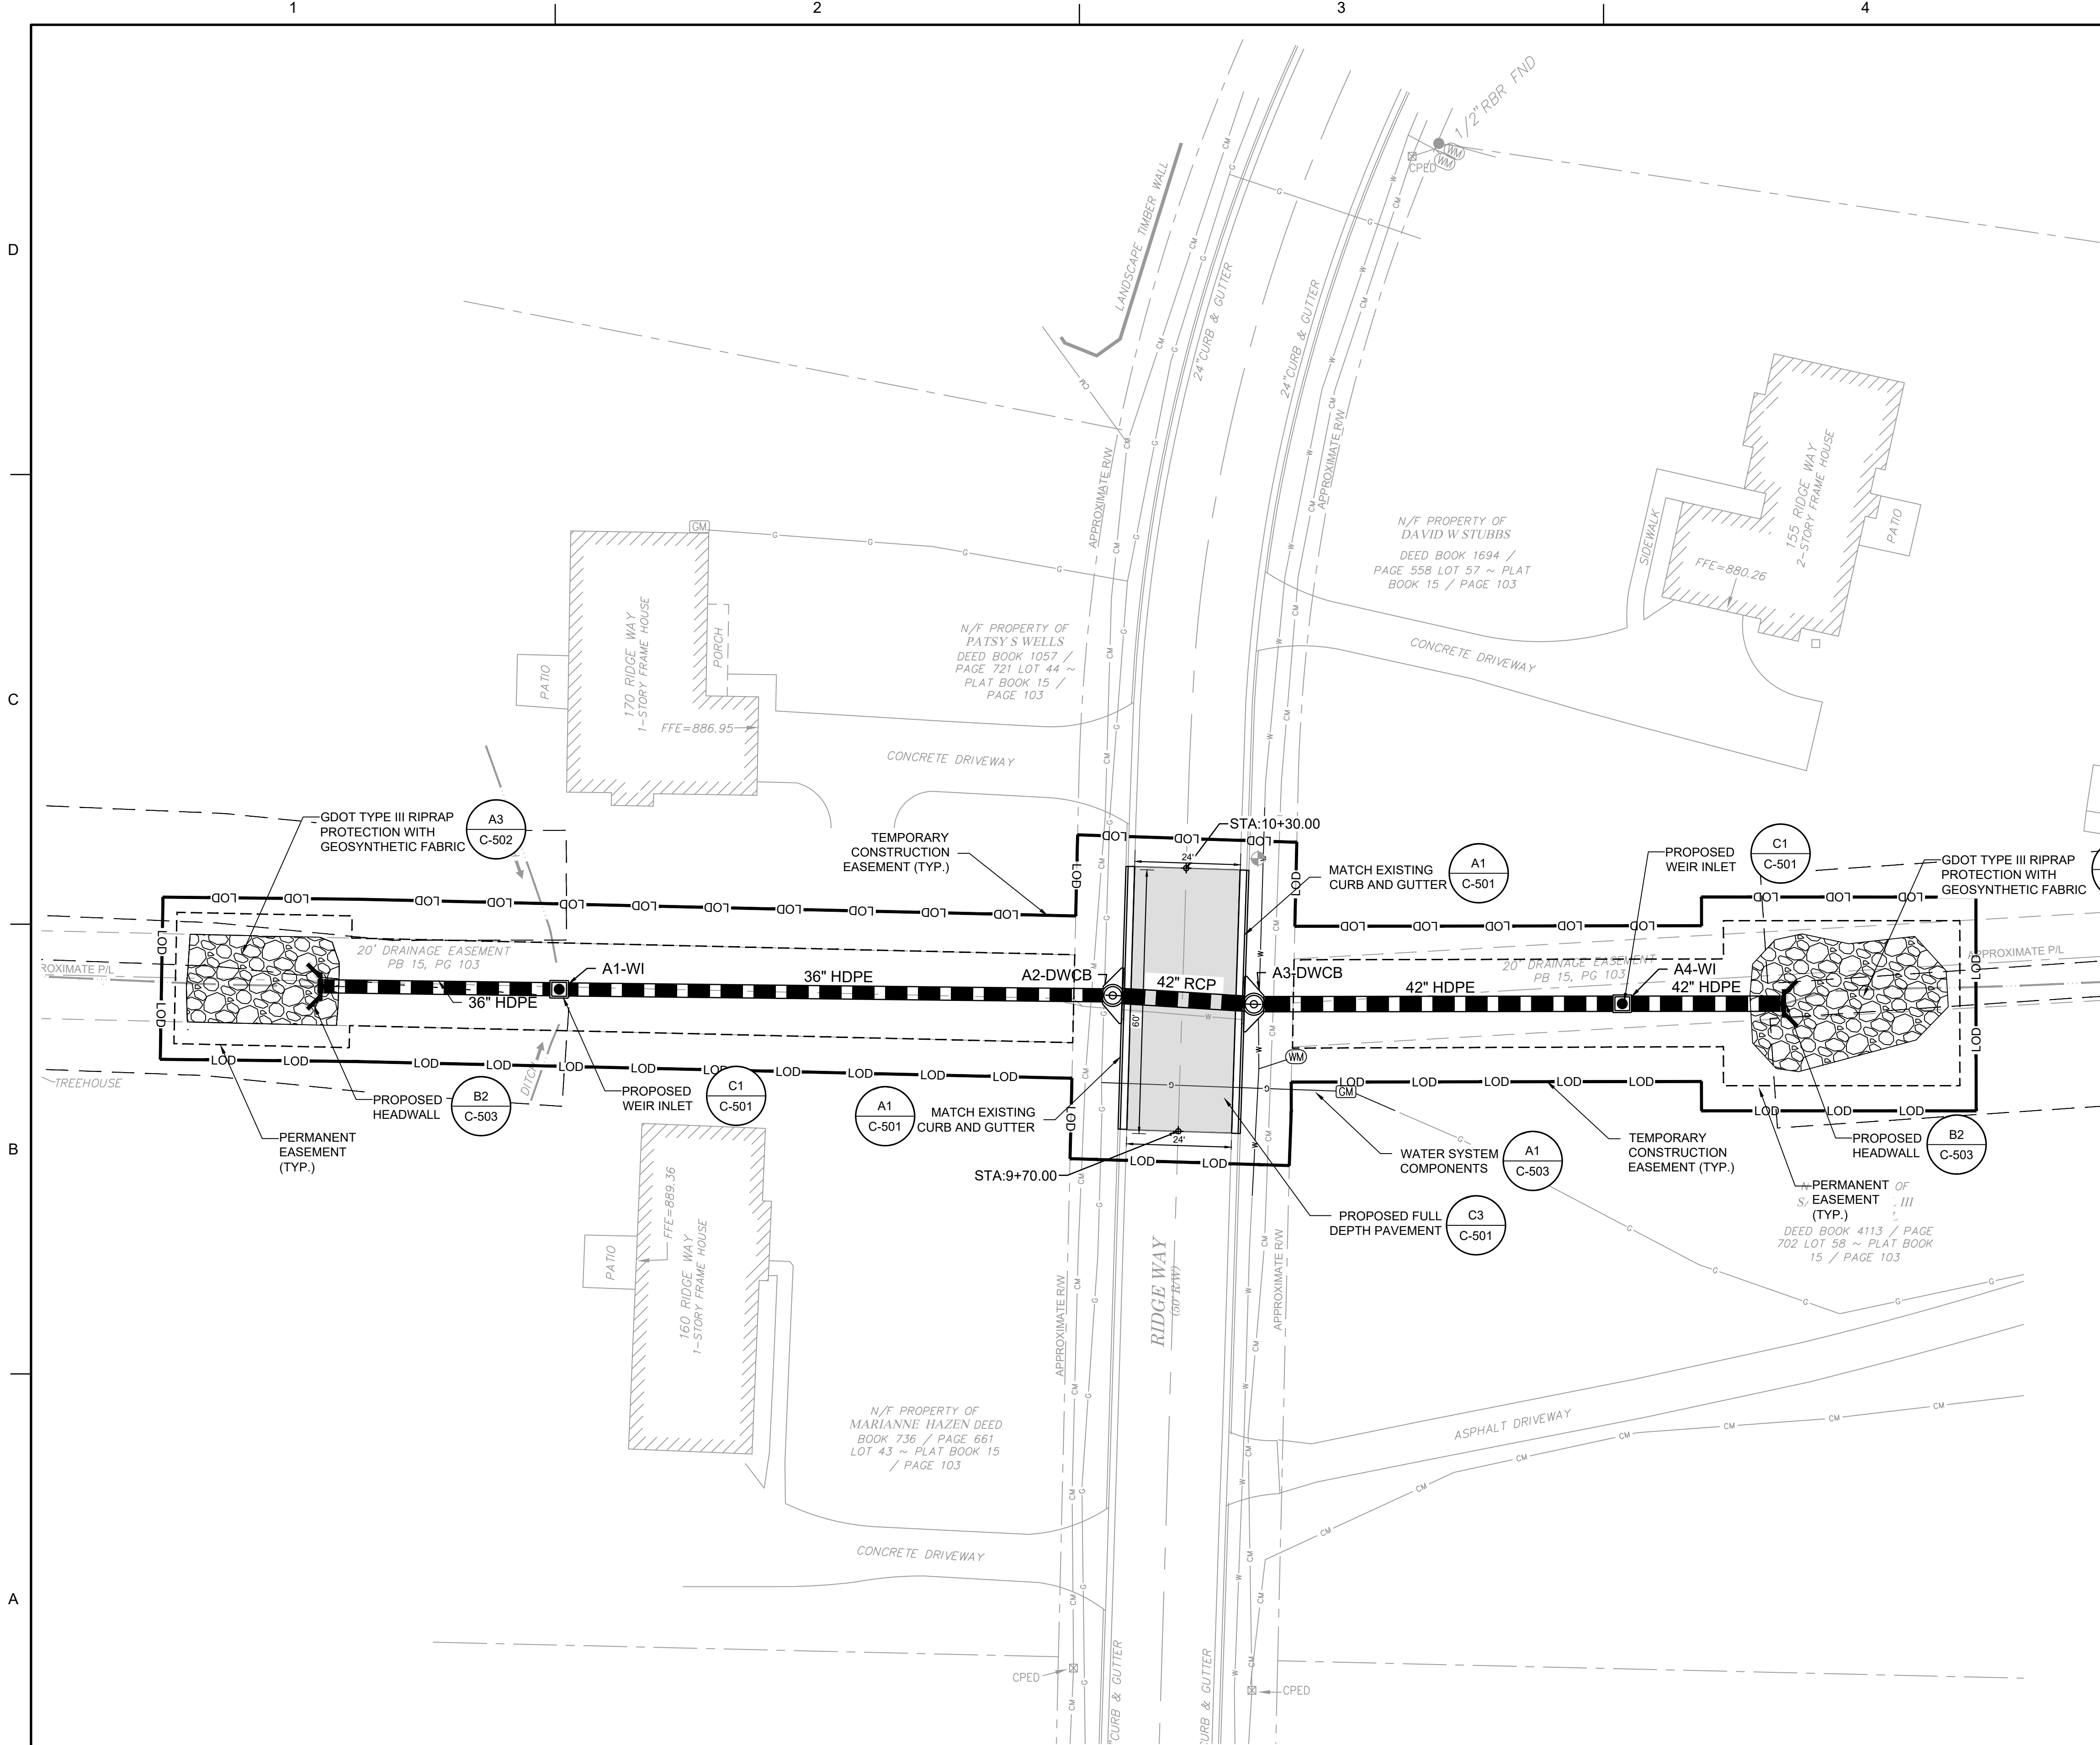 1
2
3
4
D
C
B
A
1/2" RBR FND
WM
WM
CPED
LANDSCAPE TIMBER WALL
24"CURB & GUTTER
24"CURB & GUTTER
APPROXIMATE R/W
APPROXIMATE R/W
GM
170 RIDGE WAY
1-STORY FRAME HOUSE
PORCH
PATIO
FFE=886.95
N/F PROPERTY OF
PATSY S WELLS
DEED BOOK 1057 /
PAGE 721 LOT 44 ~
PLAT BOOK 15 /
PAGE 103
CONCRETE DRIVEWAY
N/F PROPERTY OF
DAVID W STUBBS
DEED BOOK 1694 /
PAGE 558 LOT 57 ~ PLAT
BOOK 15 / PAGE 103
SIDEWALK
155 RIDGE WAY
2-STORY FRAME HOUSE
FFE=880.26
PATIO
CONCRETE DRIVEWAY
GDOT TYPE III RIPRAP
PROTECTION WITH
GEOSYNTHETIC FABRIC
A3
C-502
TEMPORARY
CONSTRUCTION
EASEMENT (TYP.)
STA:10+30.00
24'
MATCH EXISTING
CURB AND GUTTER
A1
C-501
PROPOSED
WEIR INLET
C1
C-501
GDOT TYPE III RIPRAP
PROTECTION WITH
GEOSYNTHETIC FABRIC
20' DRAINAGE EASEMENT
PB 15, PG 103
ROXIMATE P/L
A1-WI
36" HDPE
36" HDPE
A2-DWCB
42" RCP
A3-DWCB
42" HDPE
20' DRAINAGE EASEMENT
PB 15, PG 103
A4-WI
42" HDPE
APPROXIMATE P/L
60'
WM
GM
TREEHOUSE
DITCH
PROPOSED
HEADWALL
B2
C-503
PERMANENT
EASEMENT
(TYP.)
PROPOSED
WEIR INLET
C1
C-501
A1
C-501
MATCH EXISTING
CURB AND GUTTER
24'
STA:9+70.00
WATER SYSTEM
COMPONENTS
A1
C-503
PROPOSED FULL
DEPTH PAVEMENT
C3
C-501
TEMPORARY
CONSTRUCTION
EASEMENT (TYP.)
PROPOSED
HEADWALL
B2
C-503
PERMANENT OF
EASEMENT III
(TYP.)
DEED BOOK 4113 / PAGE
702 LOT 58 ~ PLAT BOOK
15 / PAGE 103
PATIO
FFE=889.36
160 RIDGE WAY
1-STORY FRAME HOUSE
APPROXIMATE R/W
RIDGE WAY
(50' R/W)
APPROXIMATE R/W
N/F PROPERTY OF
MARIANNE HAZEN DEED
BOOK 736 / PAGE 661
LOT 43 ~ PLAT BOOK 15
/ PAGE 103
ASPHALT DRIVEWAY
CONCRETE DRIVEWAY
CPED
CPED
CURB & GUTTER
CURB & GUTTER